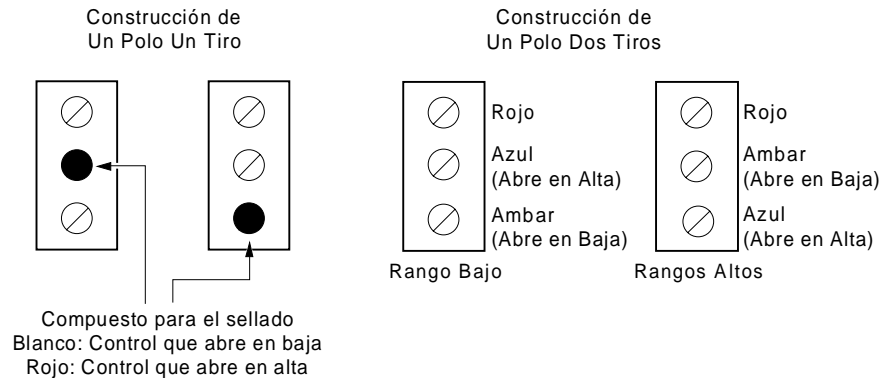 Construcción de
Un Polo Un Tiro
Construcción de
Un Polo Dos Tiros
Rojo
Azul
(Abre en Alta)
Ambar
(Abre en Baja)
Rango Bajo
Rojo
Ambar
(Abre en Baja)
Azul
(Abre en Alta)
Rangos Altos
Compuesto para el sellado
Blanco: Control que abre en baja
Rojo: Control que abre en alta